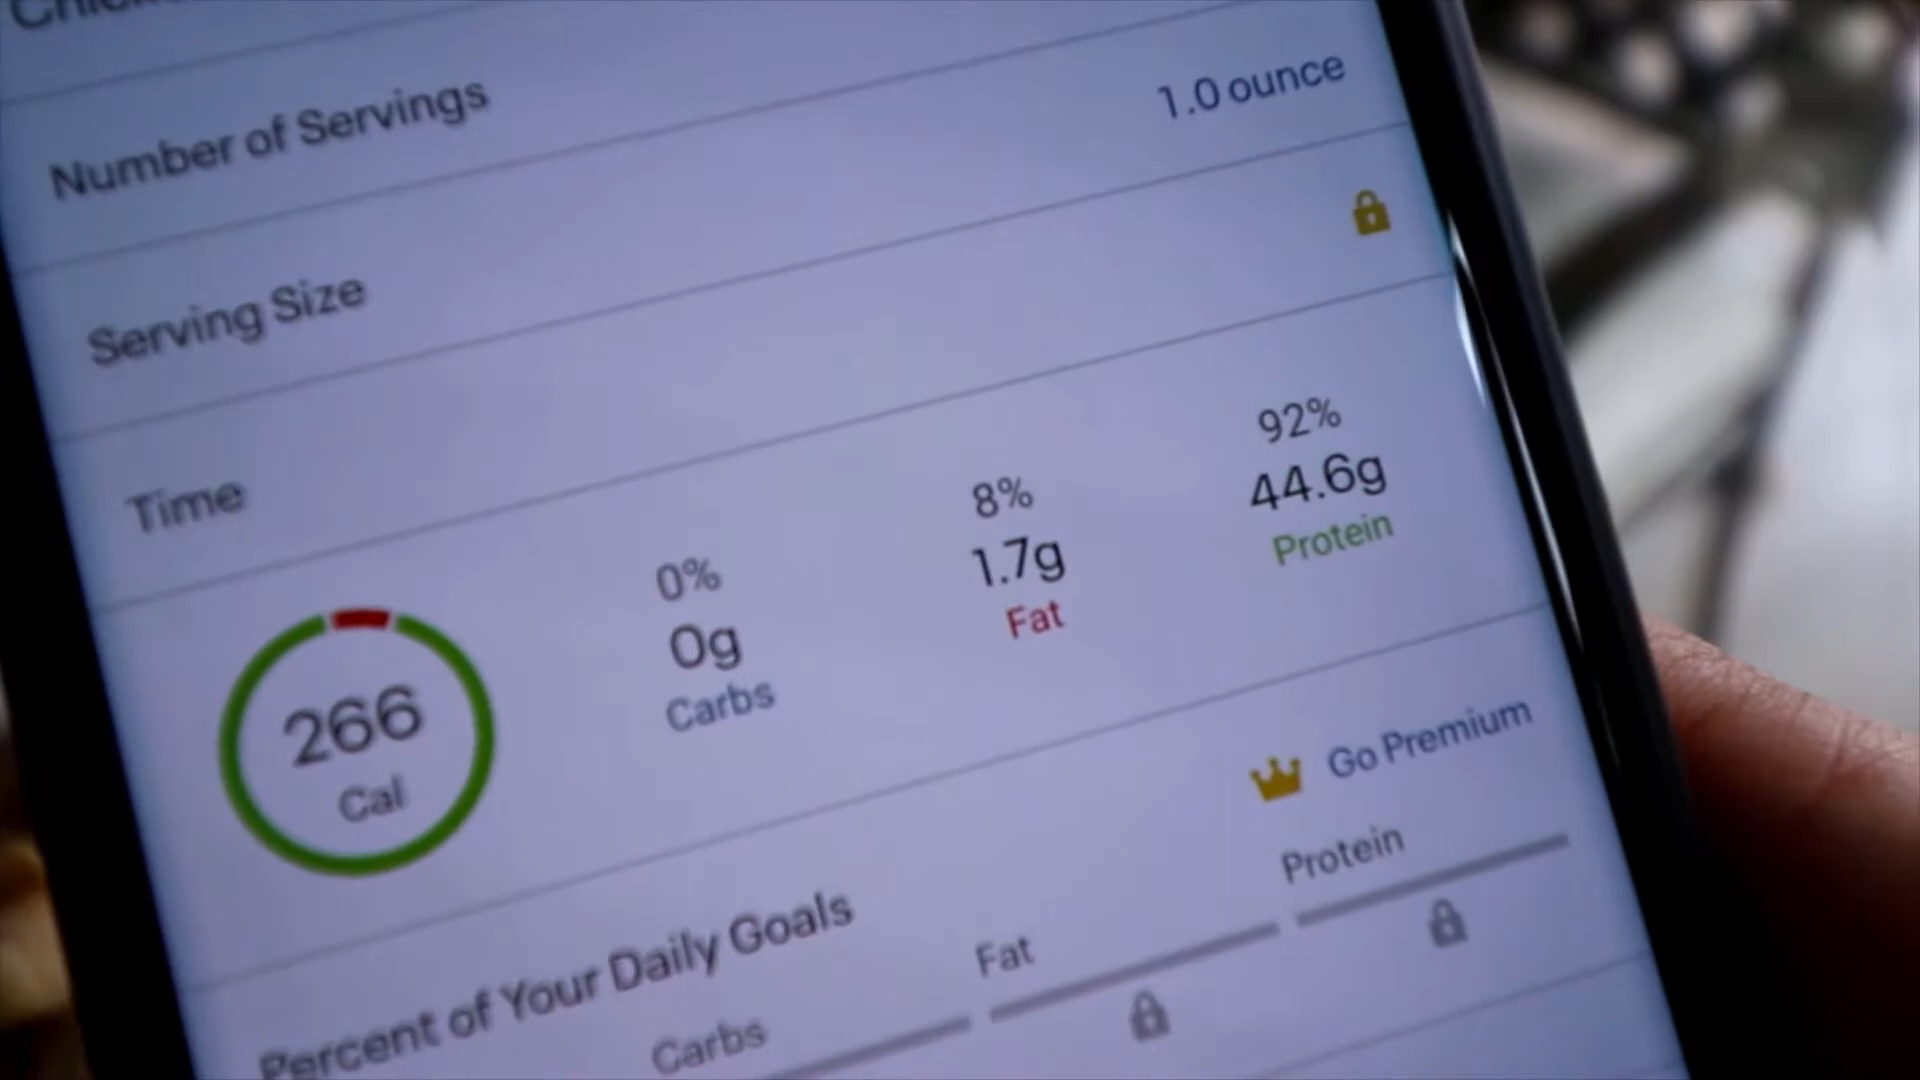 Number of Servings
1.0 ounce
Serving Size
Time
266
Cal
0%
0g
Carbs
8%
1.7g
Fat
92%
44.6g
Protein
Go Premium
Percent of Your Daily Goals
Carbs
Fat
Protein